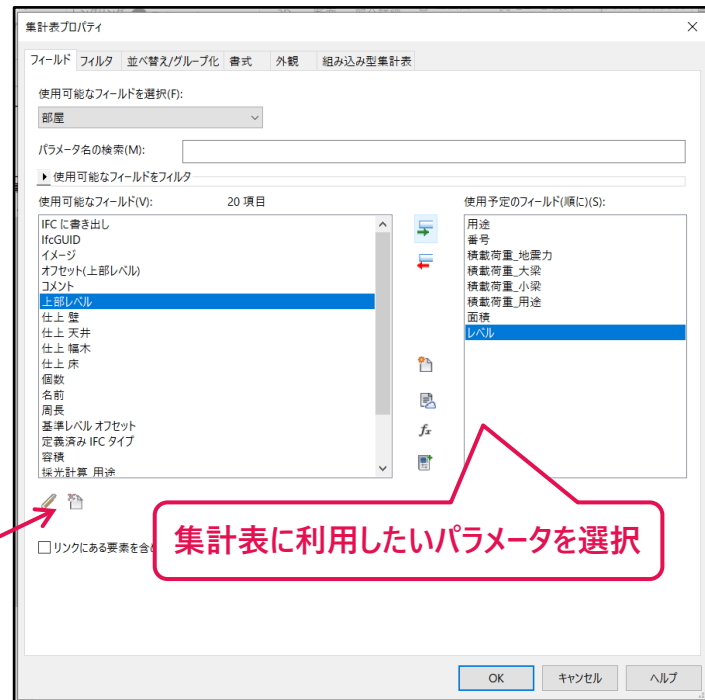 集計表プロパティ
フィールド フィルタ 並べ替え/グループ化 書式 外観 組み込み型集計表
使用可能なフィールドを選択(F):
部屋
パラメータ名の検索(M):
使用可能なフィールドをフィルタ
使用可能なフィールド(V): 20 項目 使用予定のフィールド(順に)(S):
IFC に書き出し
IfcGUID
イメージ
オフセット(上部レベル)
コメント
上部レベル
仕上 壁
仕上 天井
仕上 幅木
仕上 床
個数
名前
周長
基準レベル オフセット
定義済み IFC タイプ
容積
採光計算_用途
用途
番号
積載荷重_地震力
積載荷重_大梁
積載荷重_小梁
積載荷重_用途
面積
レベル
fx
リンクにある要素を含め
集計表に利用したいパラメータを選択
OK キャンセル ヘルプ